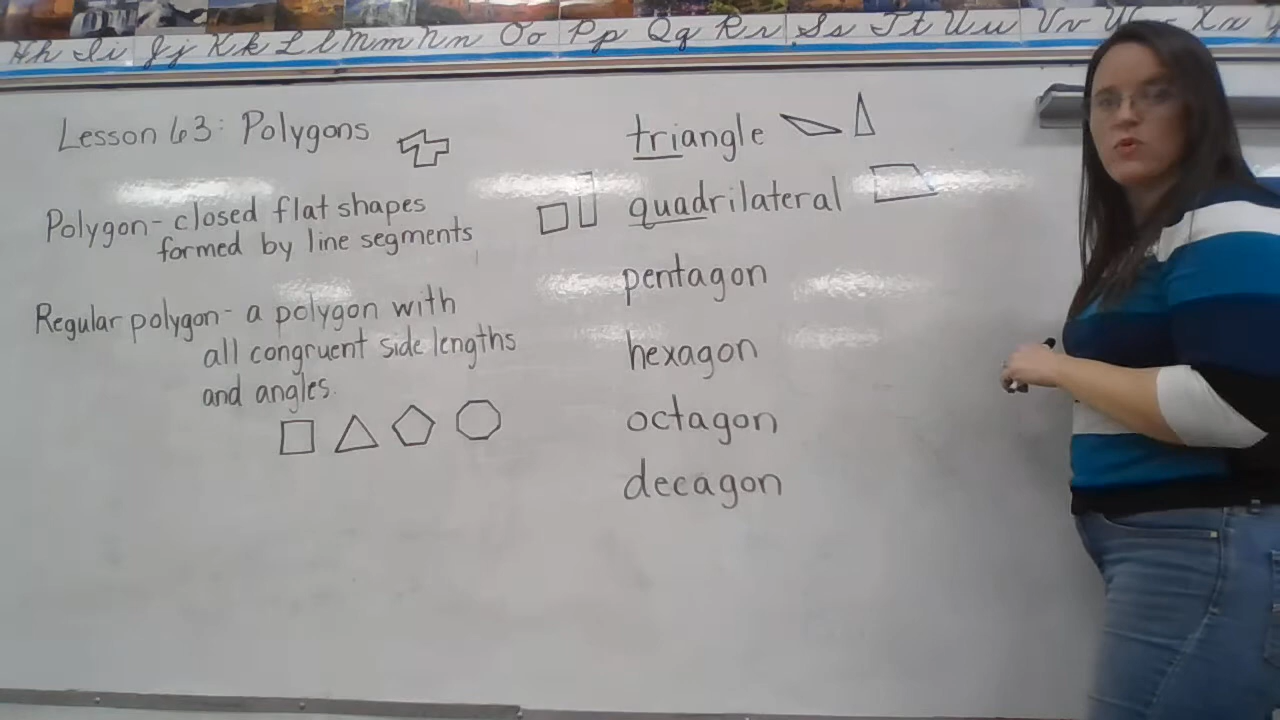 Hh Ii Jj Kk Ll Mm Nn Oo Pp Qq Rr Ss Tt Uu Vv
Lesson 63: Polygons
Polygon- closed flat shapes
formed by line segments
Regular polygon- a polygon with
all congruent side lengths
and angles.
triangle
quadrilateral
pentagon
hexagon
octagon
decagon